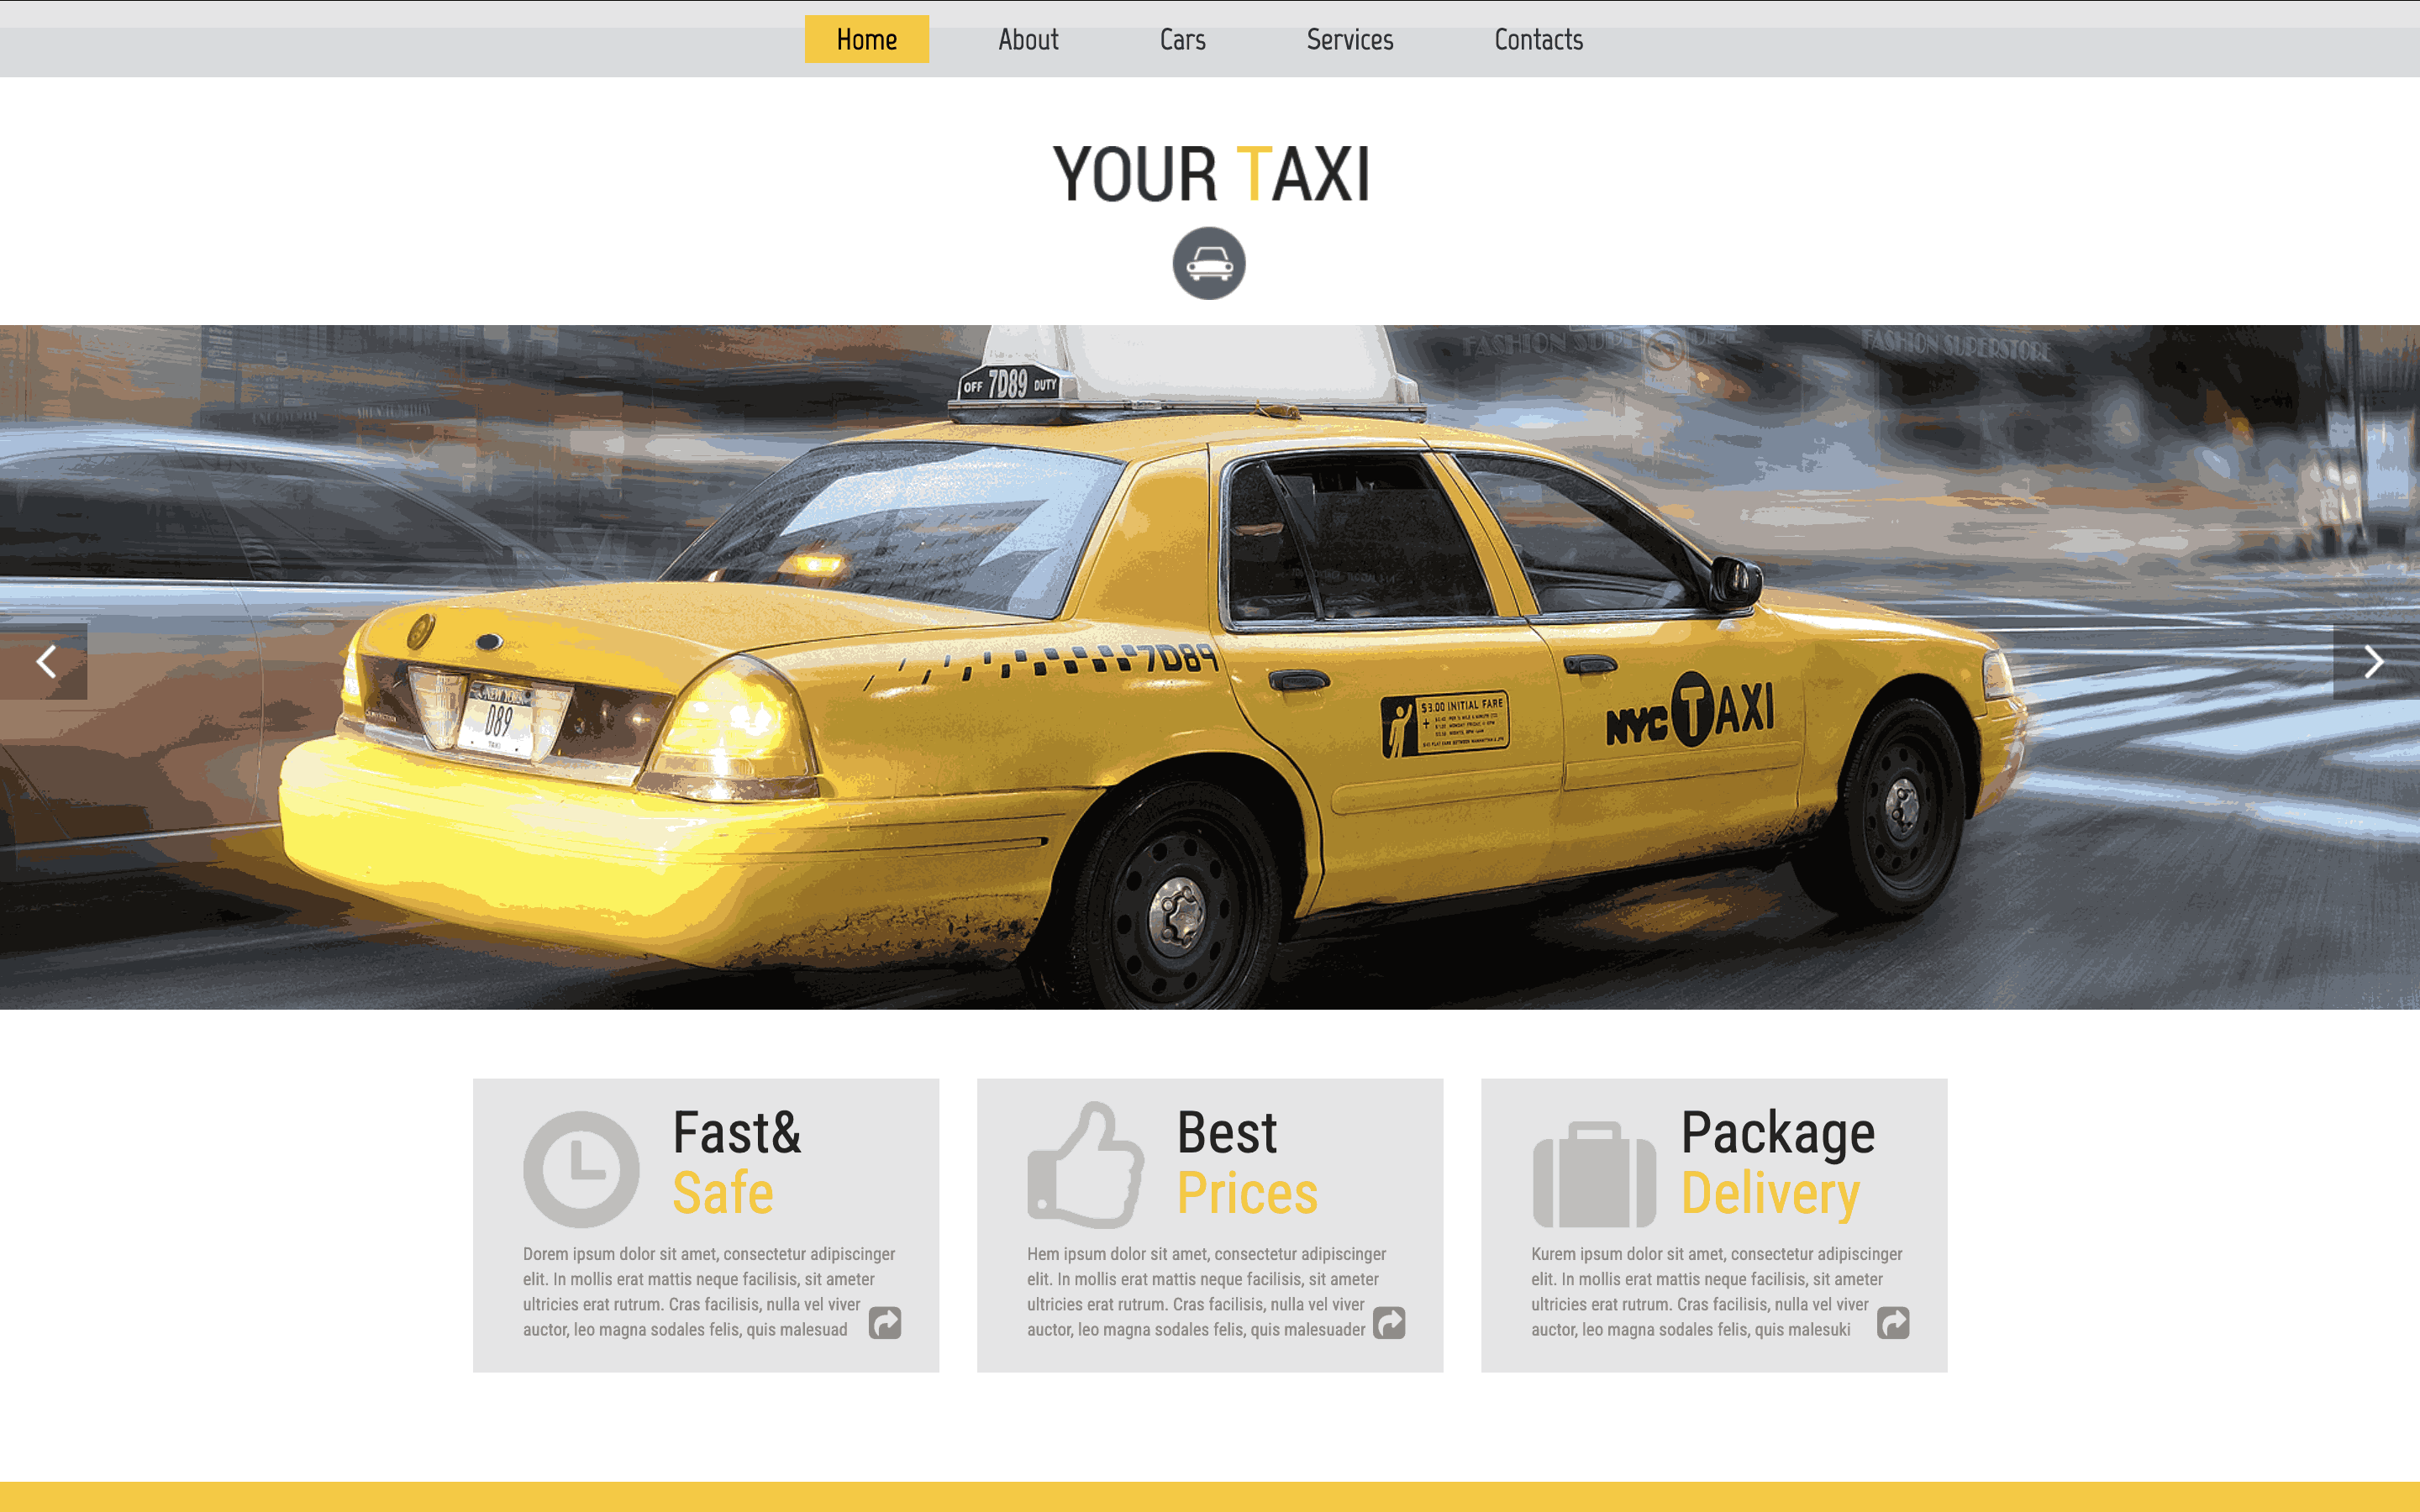 Home About Cars Services Contacts
YOUR TAXI
FASHION SUPERSTORE
OFF 7D89 DUTY
7D89
NEW YORK
D89
TAXI
$3.00 INITIAL FARE
NYC TAXI
Fast&
Safe
Dorem ipsum dolor sit amet, consectetur adipiscinger
elit. In mollis erat mattis neque facilisis, sit ameter
ultricies erat rutrum. Cras facilisis, nulla vel viver
auctor, leo magna sodales felis, quis malesuad
Best
Prices
Hem ipsum dolor sit amet, consectetur adipiscinger
elit. In mollis erat mattis neque facilisis, sit ameter
ultricies erat rutrum. Cras facilisis, nulla vel viver
auctor, leo magna sodales felis, quis malesuader
Package
Delivery
Kurem ipsum dolor sit amet, consectetur adipiscinger
elit. In mollis erat mattis neque facilisis, sit ameter
ultricies erat rutrum. Cras facilisis, nulla vel viver
auctor, leo magna sodales felis, quis malesuki